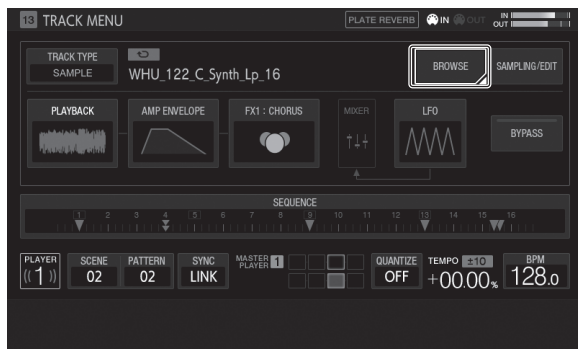 13 TRACK MENU PLATE REVERB IN OUT IN
OUT
TRACK TYPE
SAMPLE
WHU_122_C_Synth_Lp_16
BROWSE
SAMPLING/EDIT
PLAYBACK AMP ENVELOPE FX1 : CHORUS MIXER LFO
BYPASS
SEQUENCE
1 2 3 4 5 6 7 8 9 10 11 12 13 14 15 16
PLAYER
((1))
SCENE
02
PATTERN
02
SYNC
LINK
MASTER
PLAYER 1
QUANTIZE
OFF
TEMPO ±10
+00.00%
BPM
128.0